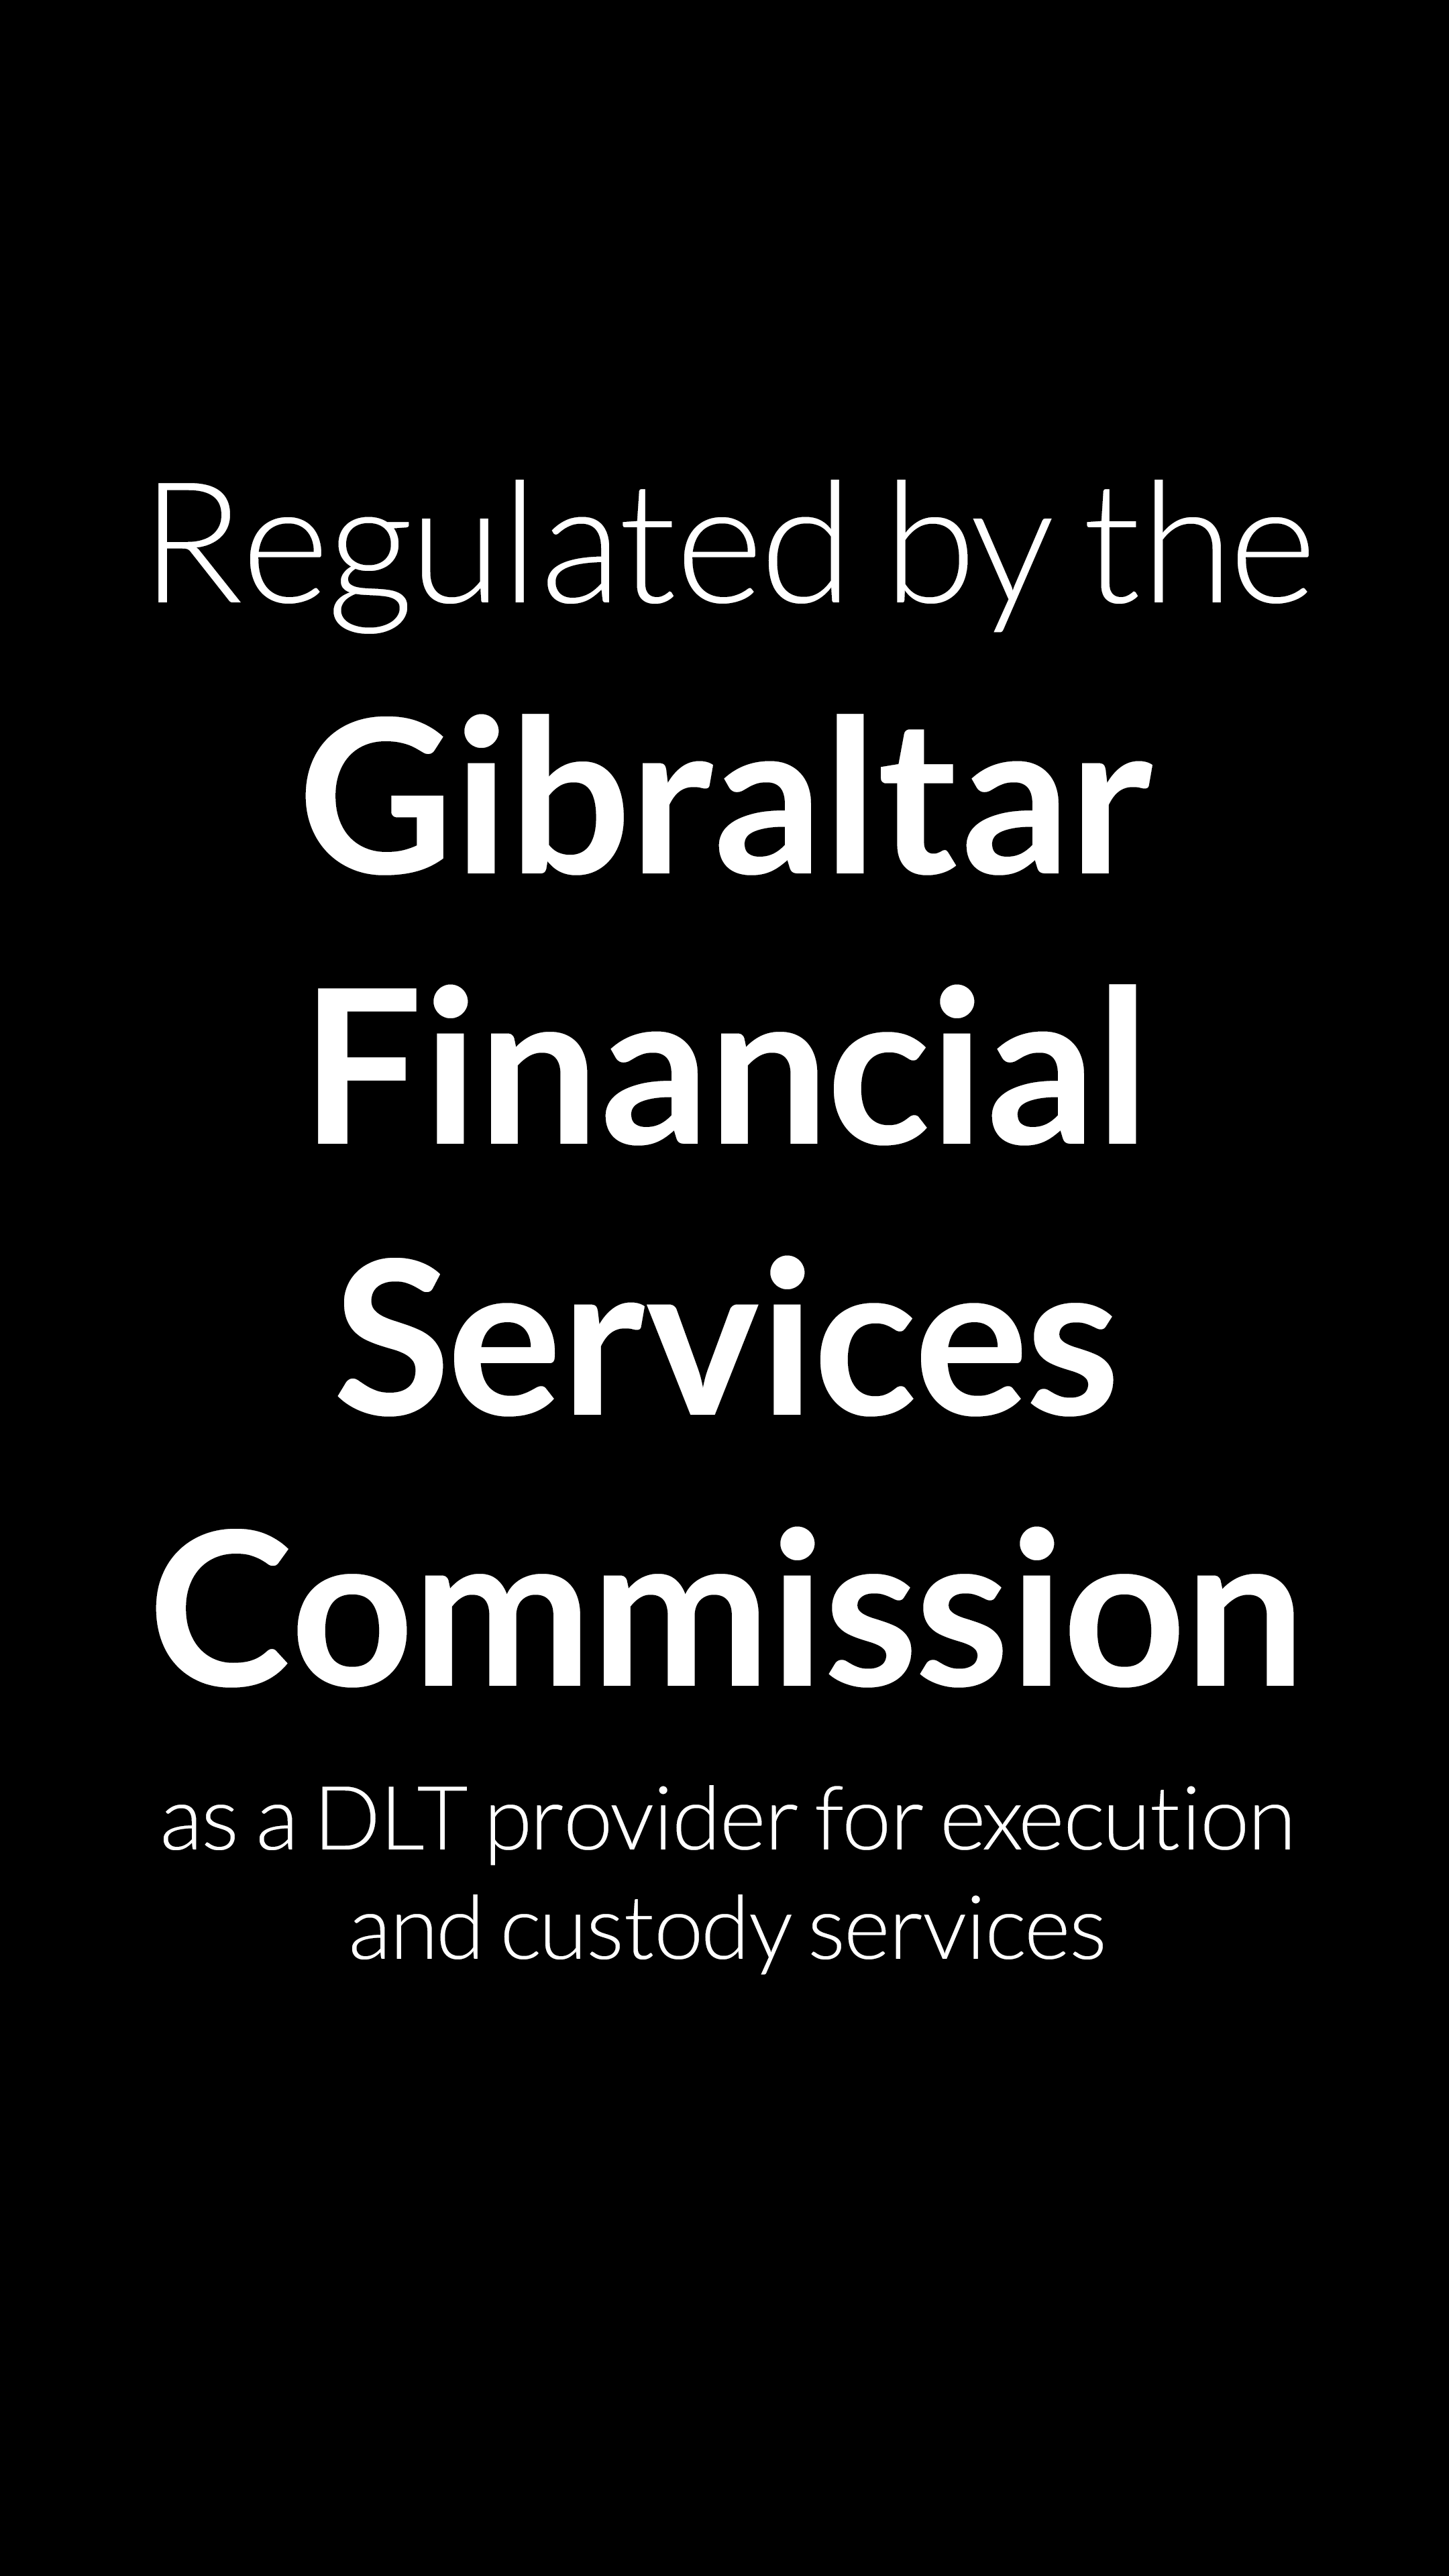 Regulated by the
Gibraltar
Financial
Services
Commission
as a DLT provider for execution
and custody services